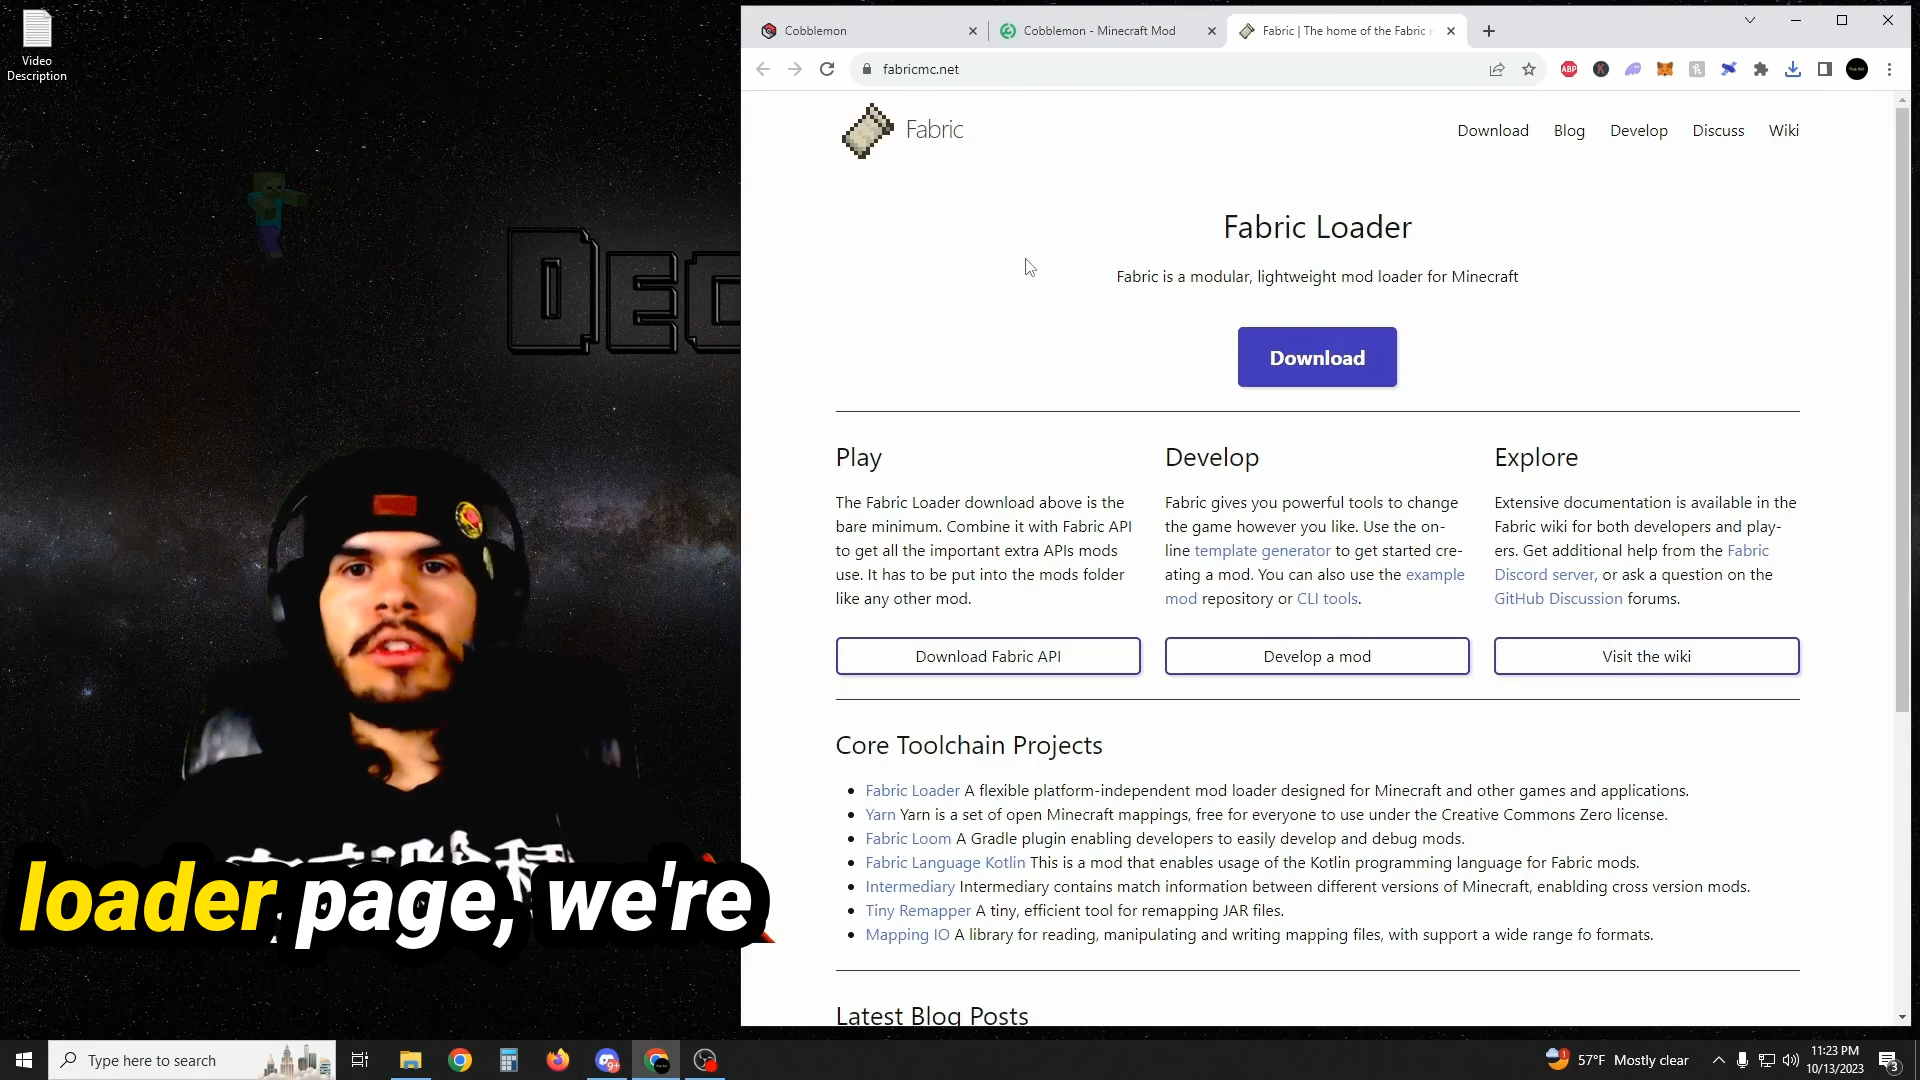 Video
Description
Cobblemon
Cobblemon - Minecraft Mod
Fabric | The home of the Fabric
fabricmc.net
ABP
Fabric
Download
Blog
Develop
Discuss
Wiki
Fabric Loader
Fabric is a modular, lightweight mod loader for Minecraft
Download
Play
The Fabric Loader download above is the
bare minimum. Combine it with Fabric API
to get all the important extra APIs mods
use. It has to be put into the mods folder
like any other mod.
Download Fabric API
Develop
Fabric gives you powerful tools to change
the game however you like. Use the on-
line template generator to get started cre-
ating a mod. You can also use the example
mod repository or CLI tools.
Develop a mod
Explore
Extensive documentation is available in the
Fabric wiki for both developers and play-
ers. Get additional help from the Fabric
Discord server, or ask a question on the
GitHub Discussion forums.
Visit the wiki
Core Toolchain Projects
Fabric Loader A flexible platform-independent mod loader designed for Minecraft and other games and applications.
Yarn Yarn is a set of open Minecraft mappings, free for everyone to use under the Creative Commons Zero license.
Fabric Loom A Gradle plugin enabling developers to easily develop and debug mods.
Fabric Language Kotlin This is a mod that enables usage of the Kotlin programming language for Fabric mods.
Intermediary Intermediary contains match information between different versions of Minecraft, enablding cross version mods.
Tiny Remapper A tiny, efficient tool for remapping JAR files.
Mapping IO A library for reading, manipulating and writing mapping files, with support a wide range fo formats.
Latest Blog Posts
Dec
loader page, we're
Type here to search
9+
1
57°F Mostly clear
11:23 PM
10/13/2023
3